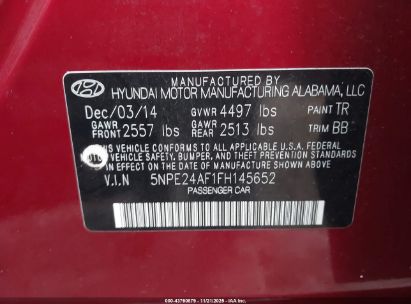 HYUNDAI MOTOR MANUFACTURING ALABAMA, LLC
Dec/03/14 GVWR 4497 lbs PAINT TR
GAWR FRONT 2557 lbs GAWR REAR 2513 lbs TRIM BB
THIS VEHICLE CONFORMS TO ALL APPLICABLE U.S.A. FEDERAL
MOTOR VEHICLE SAFETY, BUMPER, AND THEFT PREVENTION
STANDARDS IN EFFECT ON THE DATE OF
MANUFACTURE SHOWN ABOVE.
V.I.N 5NPE24AF1FH145652
PASSENGER CAR